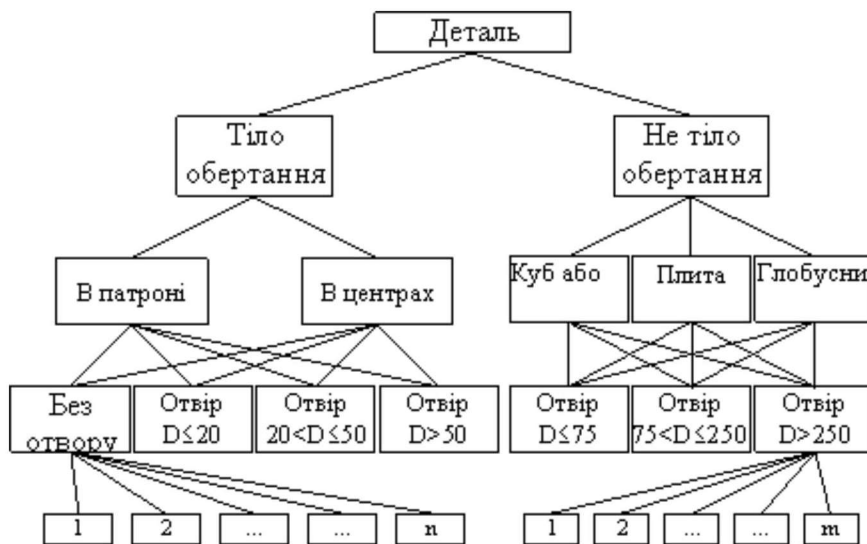 Деталь
Тіло
обертання
Не тіло
обертання
В патроні
В центрах
Куб або
Плита
Глобусни
Без
отвору
Отвір
D≤20
Отвір
20<D≤50
Отвір
D>50
Отвір
D≤75
Отвір
75<D≤250
Отвір
D>250
1
2
...
...
n
1
2
...
...
m